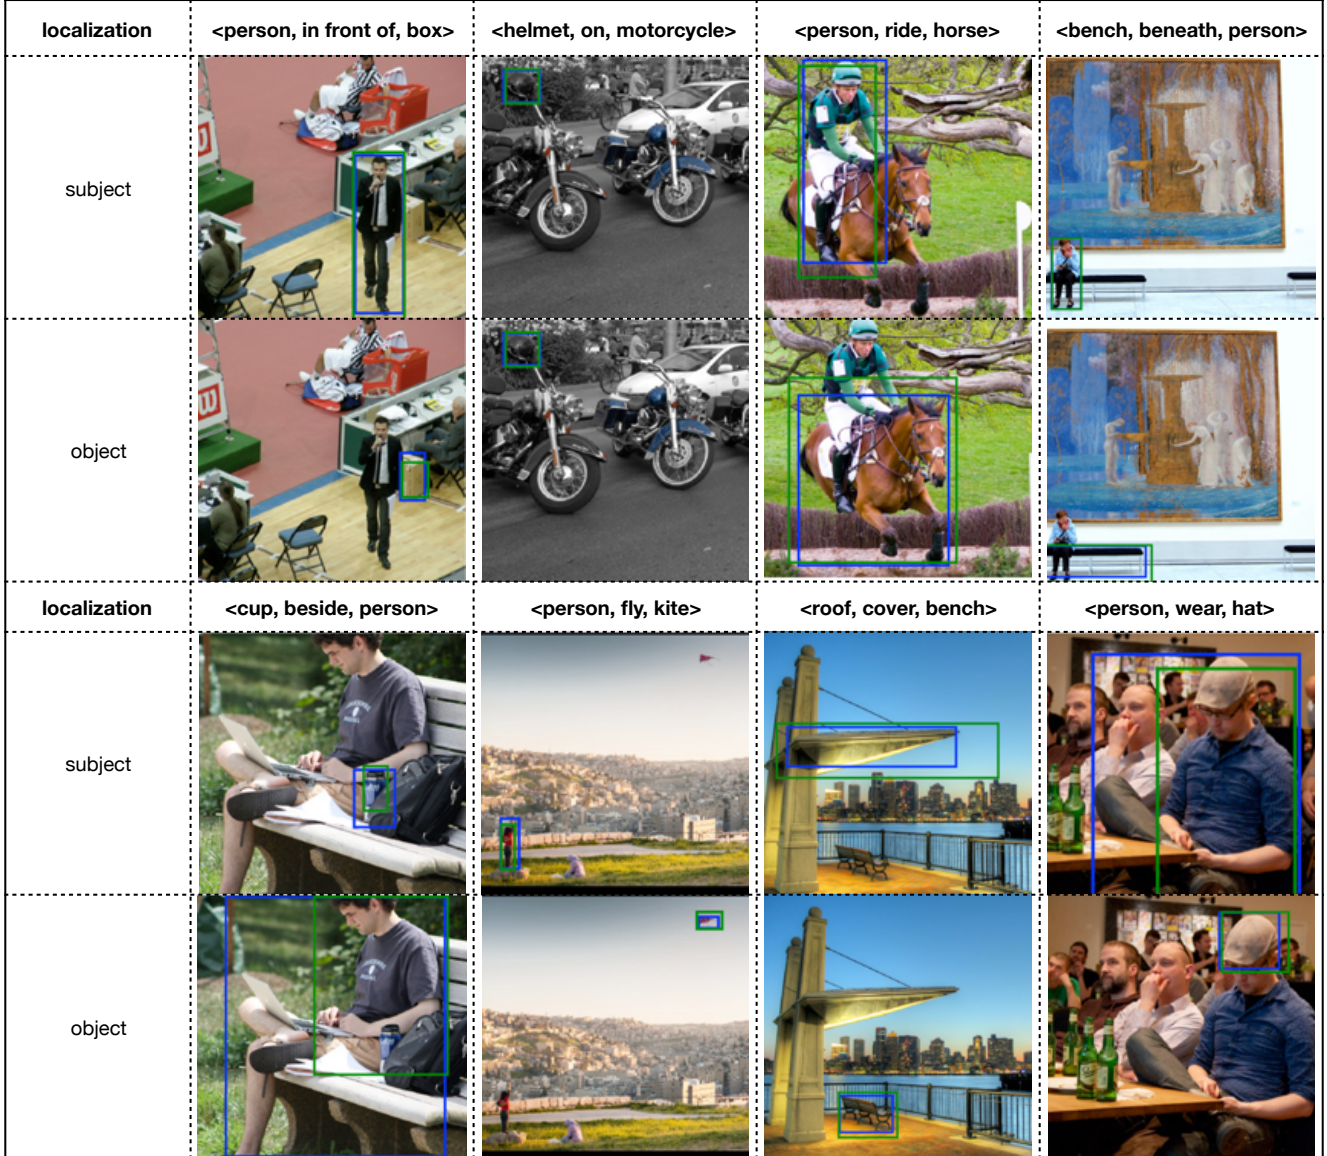 localization <person, in front of, box> <helmet, on, motorcycle> <person, ride, horse> <bench, beneath, person>
subject
object
localization <cup, beside, person> <person, fly, kite> <roof, cover, bench> <person, wear, hat>
subject
object